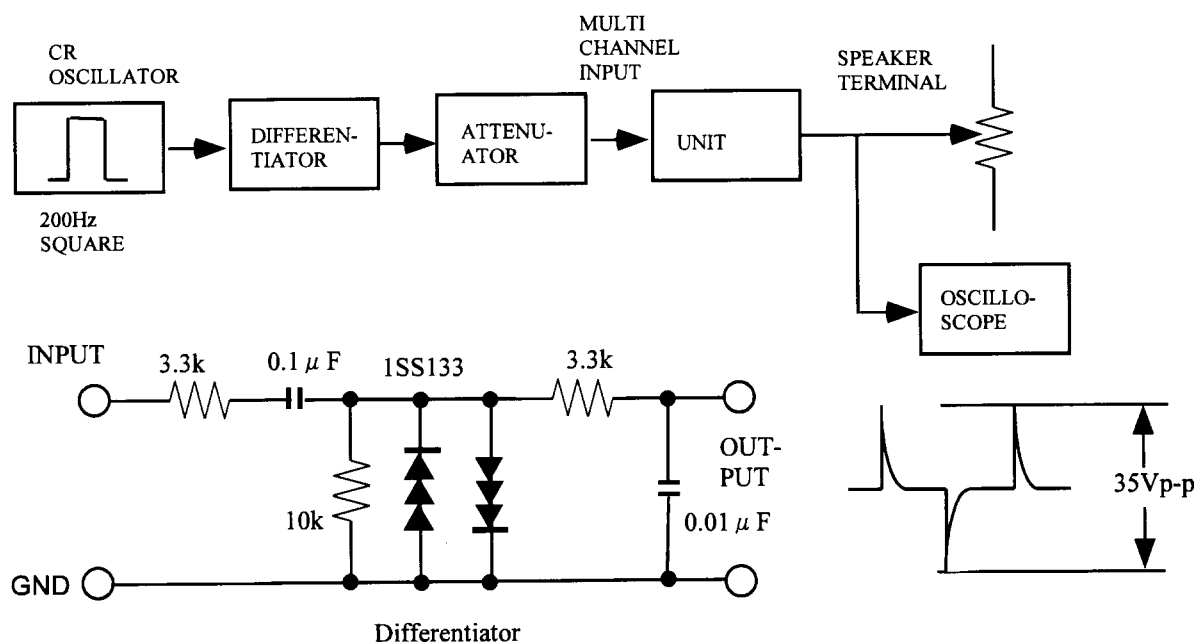 CR
OSCILLATOR
MULTI
CHANNEL
INPUT
SPEAKER
TERMINAL
DIFFEREN-
TIATOR
ATTENU-
ATOR
UNIT
200Hz
SQUARE
OSCILLO-
SCOPE
INPUT
3.3k
0.1 μ F
1SS133
3.3k
OUT-
PUT
10k
0.01 μ F
35Vp-p
GND
Differentiator